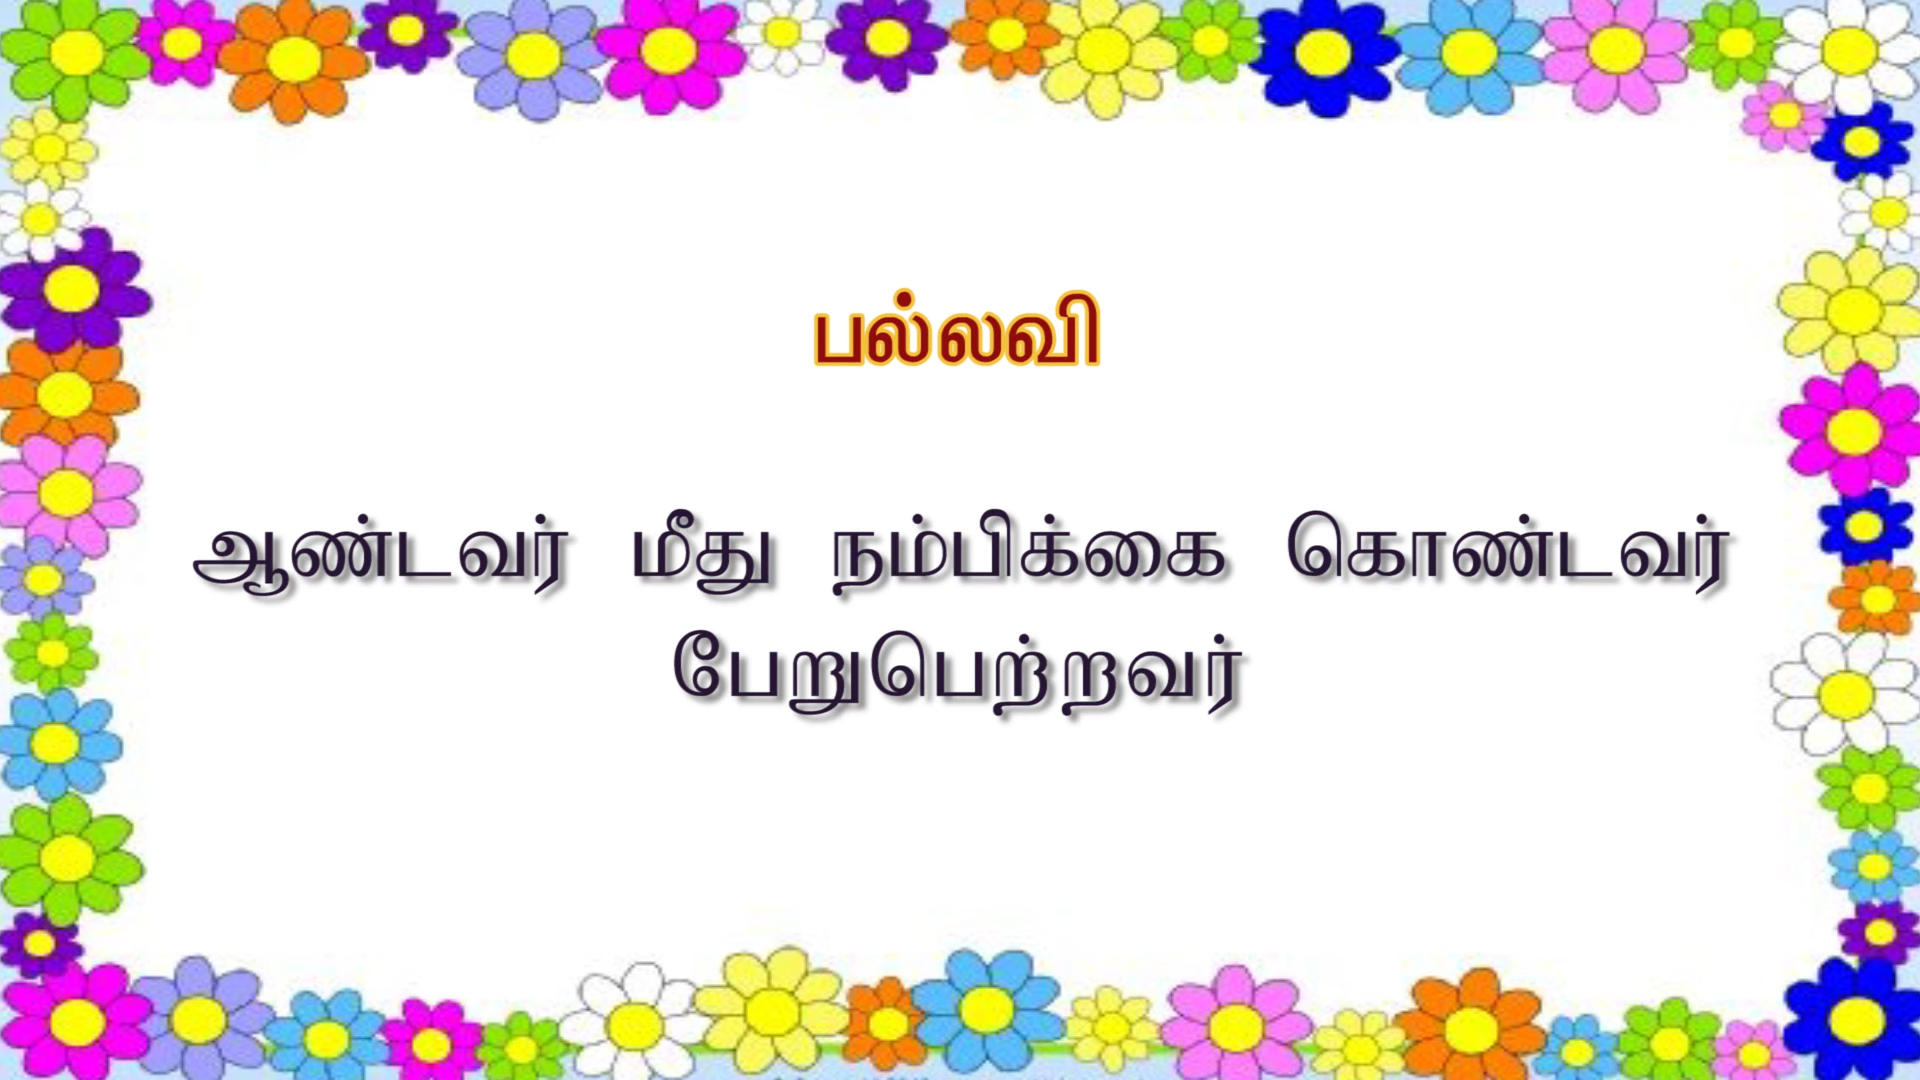 பல்லவி
ஆண்டவர் மீது நம்பிக்கை கொண்டவர்
பேறுபெற்றவர்